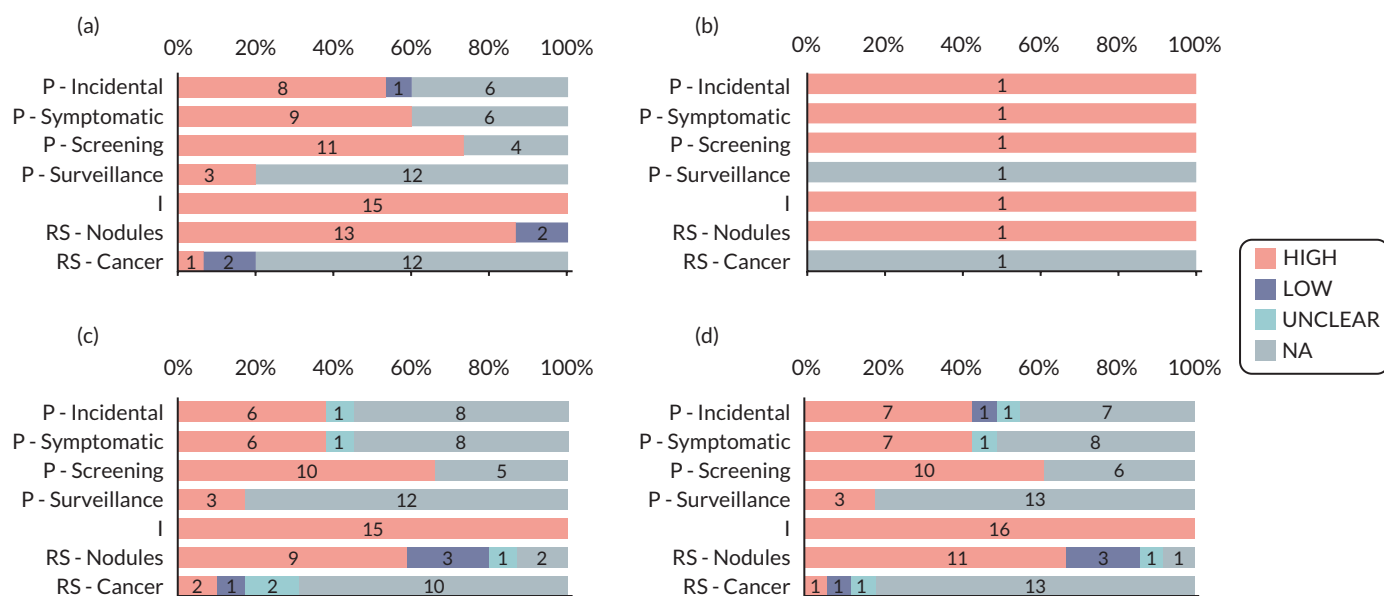 (a)
0% 20% 40% 60% 80% 100%
P - Incidental 8 1 6
P - Symptomatic 9 6
P - Screening 11 4
P - Surveillance 3 12
I 15
RS - Nodules 13 2
RS - Cancer 1 2 12
(b)
0% 20% 40% 60% 80% 100%
P - Incidental 1
P - Symptomatic 1
P - Screening 1
P - Surveillance 1
I 1
RS - Nodules 1
RS - Cancer 1
HIGH
LOW
UNCLEAR
NA
(c)
0% 20% 40% 60% 80% 100%
P - Incidental 6 1 8
P - Symptomatic 6 1 8
P - Screening 10 5
P - Surveillance 3 12
I 15
RS - Nodules 9 3 1 2
RS - Cancer 2 1 2 10
(d)
0% 20% 40% 60% 80% 100%
P - Incidental 7 1 1 7
P - Symptomatic 7 1 8
P - Screening 10 6
P - Surveillance 3 13
I 16
RS - Nodules 11 3 1 1
RS - Cancer 1 1 1 13